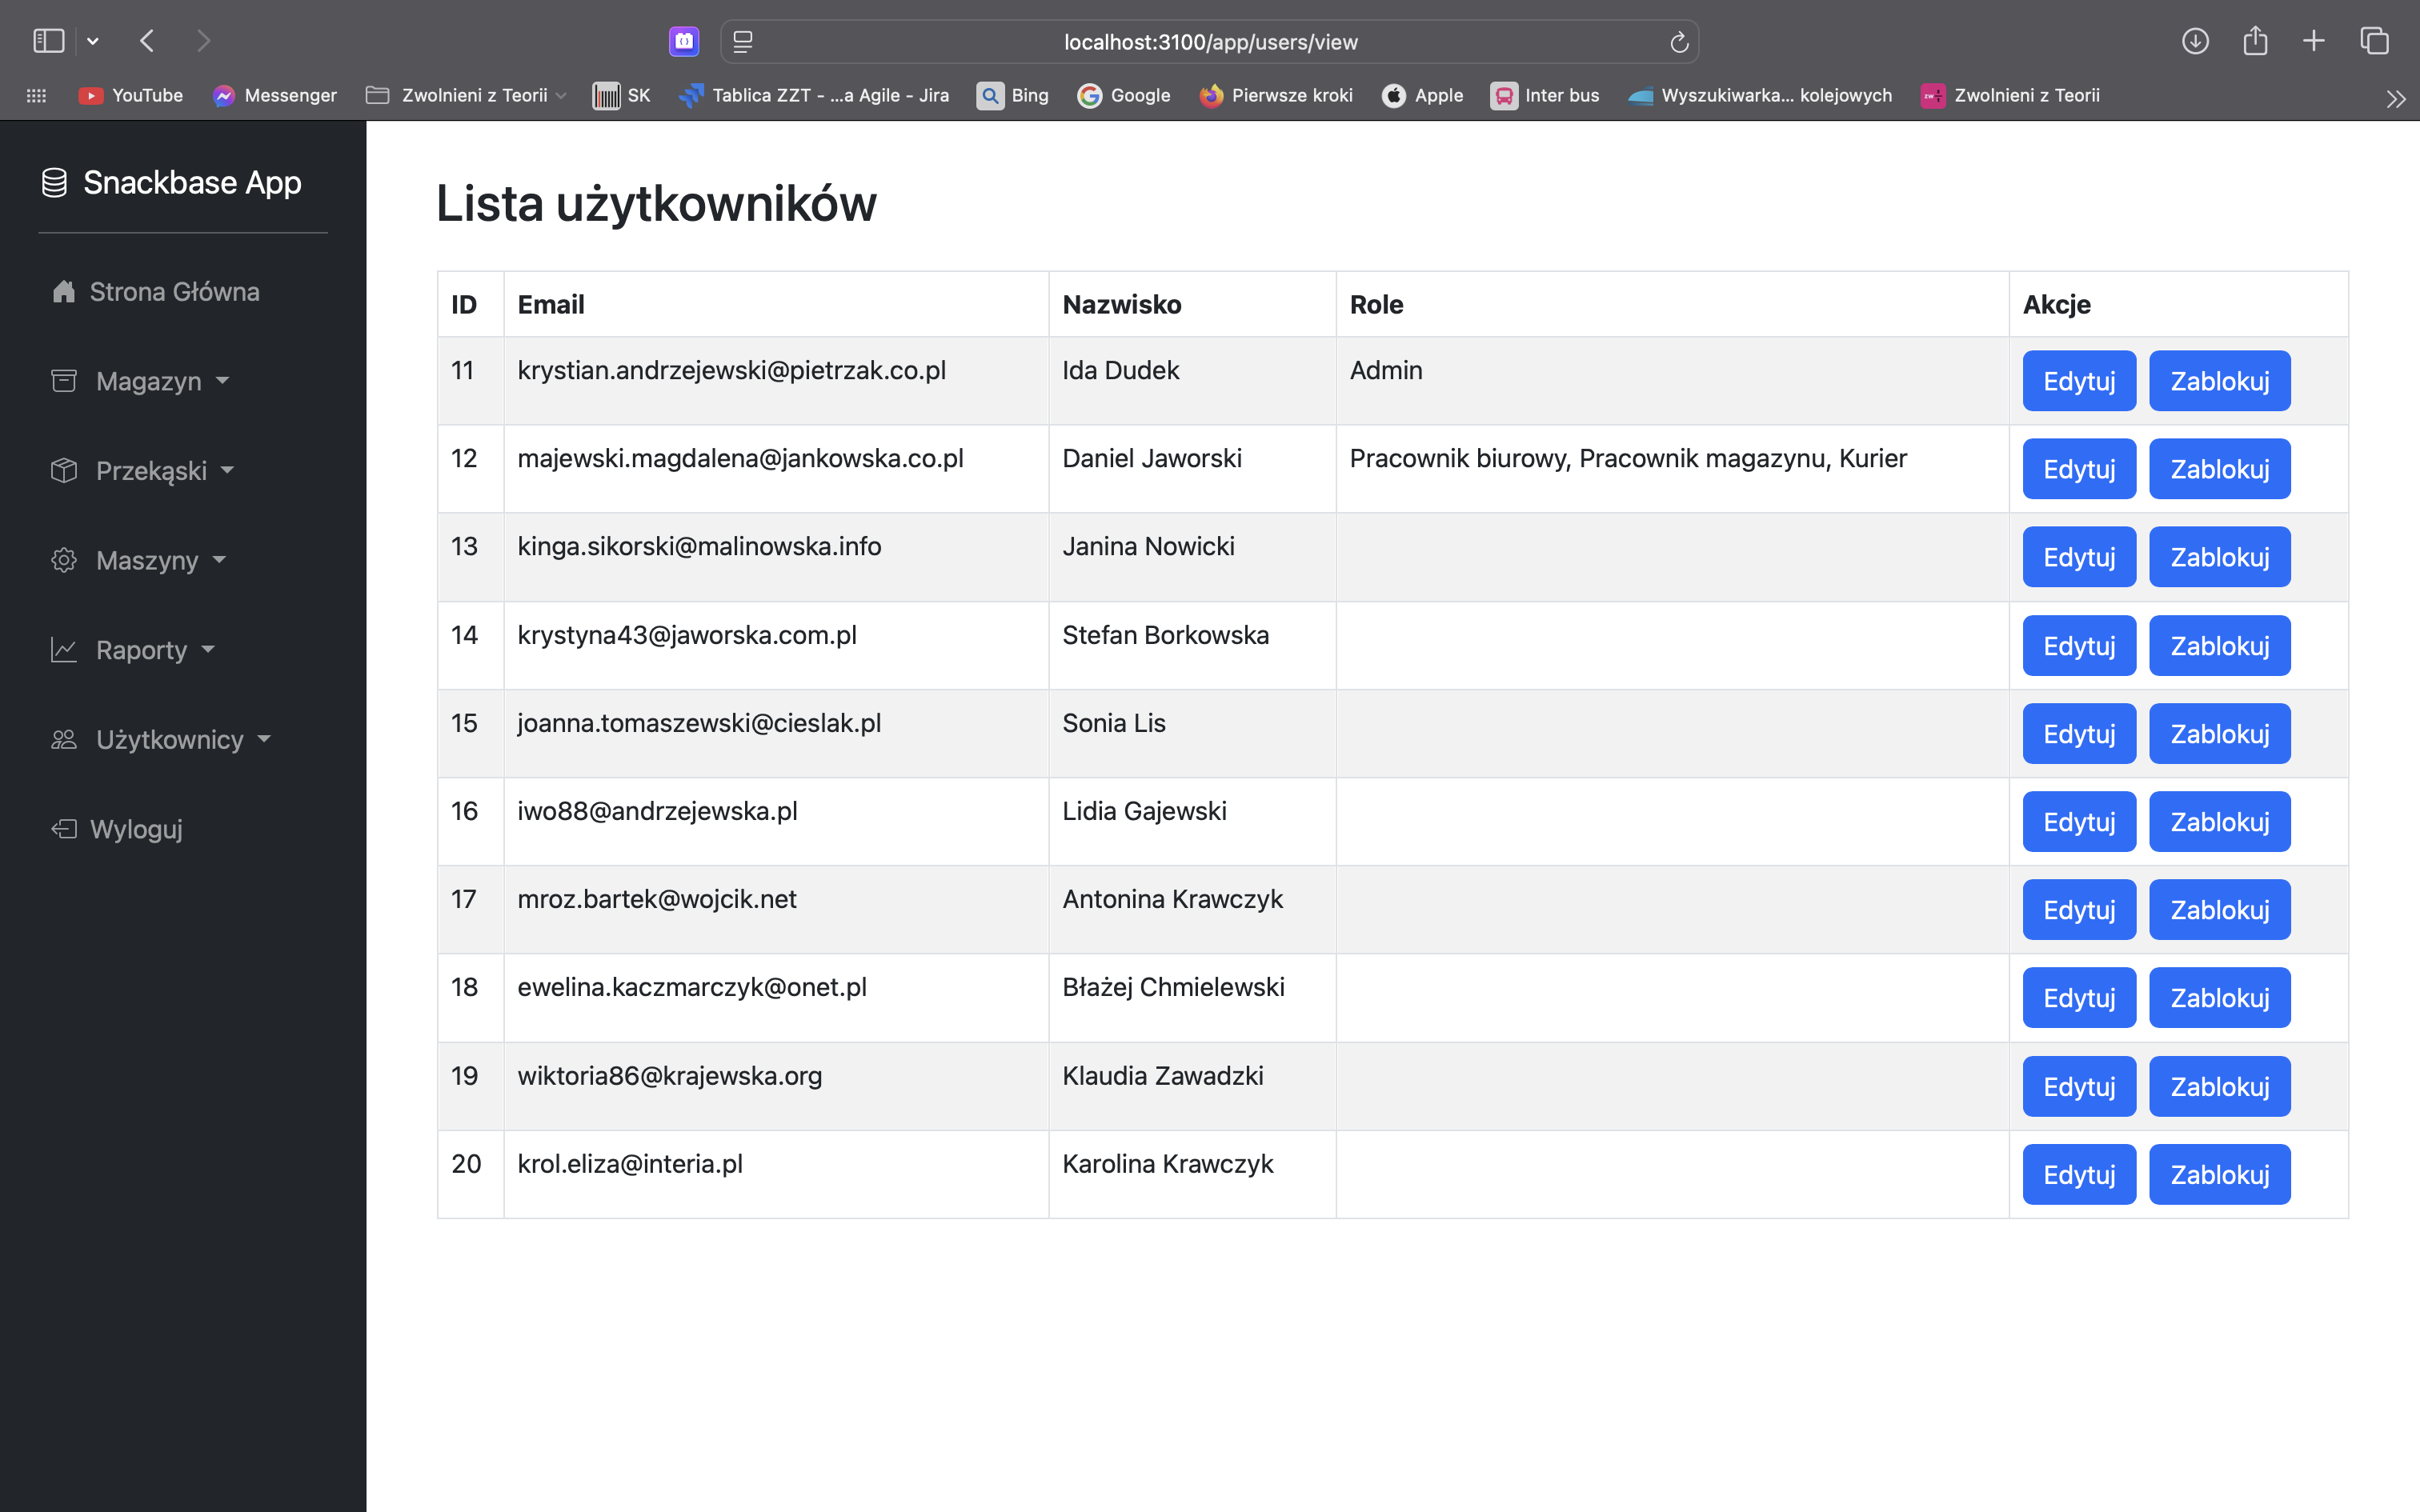 localhost:3100/app/users/view
YouTube Messenger Zwolnieni z Teorii SK Tablica ZZT - ...a Agile - Jira Bing Google Pierwsze kroki Apple Inter bus Wyszukiwarka... kolejowych Zwolnieni z Teorii
Snackbase App
Strona Główna
Magazyn
Przekąski
Maszyny
Raporty
Użytkownicy
Wyloguj
Lista użytkowników
ID Email Nazwisko Role Akcje
11 krystian.andrzejewski@pietrzak.co.pl Ida Dudek Admin Edytuj Zablokuj
12 majewski.magdalena@jankowska.co.pl Daniel Jaworski Pracownik biurowy, Pracownik magazynu, Kurier Edytuj Zablokuj
13 kinga.sikorski@malinowska.info Janina Nowicki Edytuj Zablokuj
14 krystyna43@jaworska.com.pl Stefan Borkowska Edytuj Zablokuj
15 joanna.tomaszewski@cieslak.pl Sonia Lis Edytuj Zablokuj
16 iwo88@andrzejewska.pl Lidia Gajewski Edytuj Zablokuj
17 mroz.bartek@wojcik.net Antonina Krawczyk Edytuj Zablokuj
18 ewelina.kaczmarczyk@onet.pl Błażej Chmielewski Edytuj Zablokuj
19 wiktoria86@krajewska.org Klaudia Zawadzki Edytuj Zablokuj
20 krol.eliza@interia.pl Karolina Krawczyk Edytuj Zablokuj